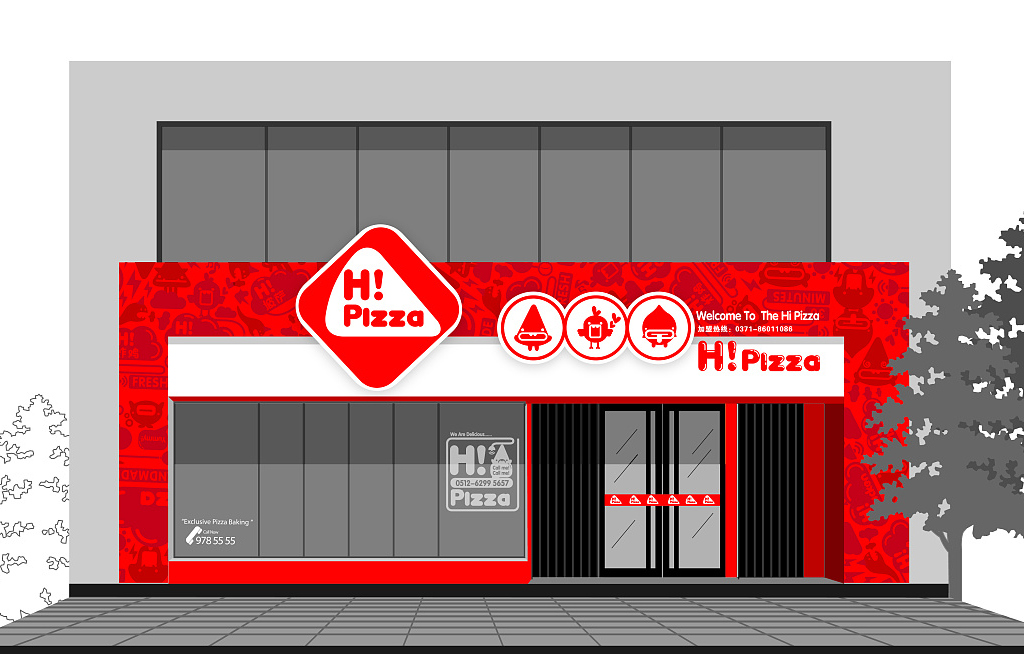 H!
Pizza
Welcome To The Hi Pizza
加盟热线：0371-86011086
H! Pizza
MINUTES
H!
FRESH
We Are Delicious......
H!
Call me!
Call me!
0512-6299 5657
Pizza
"Exclusive Pizza Baking "
Call Now
978 55 55